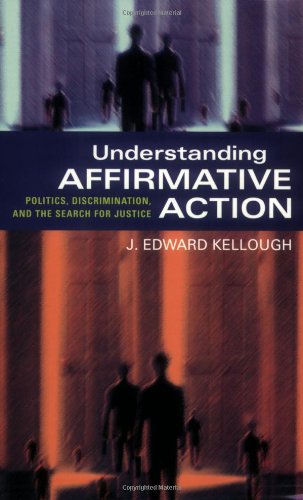 Understanding
AFFIRMATIVE
ACTION
POLITICS, DISCRIMINATION,
AND THE SEARCH FOR JUSTICE
J. EDWARD KELLOUGH